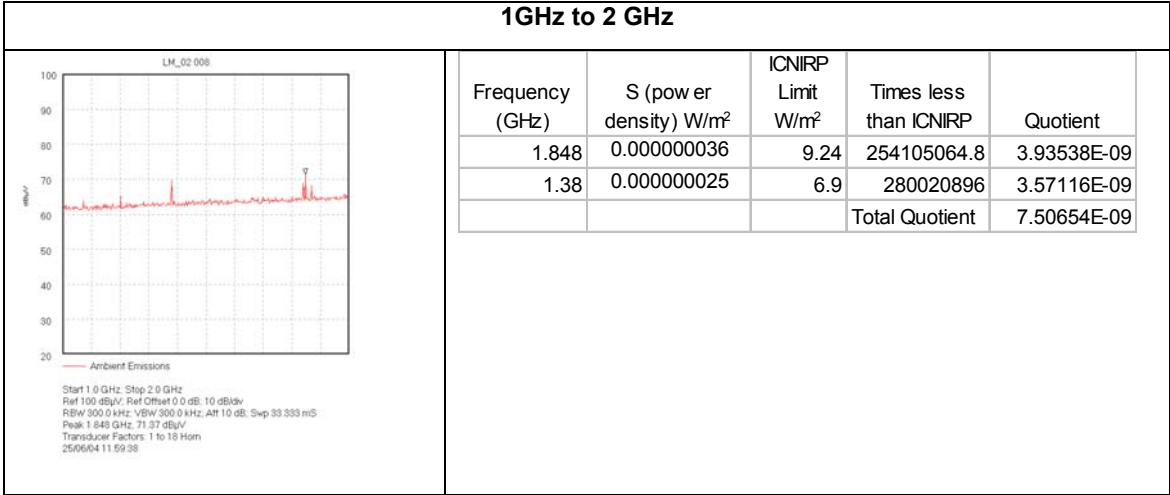 1GHz to 2 GHz
LM_02 008
100
90
80
70
60
50
40
30
20
dBµV
Ambient Emissions
Start 1.0 GHz; Stop 2.0 GHz
Ref 100 dBµV; Ref Offset 0.0 dB; 10 dB/div
RBW 300.0 kHz; VBW 300.0 kHz; Att 10 dB; Swp 33.333 mS
Peak 1.848 GHz, 71.37 dBµV
Transducer Factors: 1 to 18 Horn
25/06/04 11:59:38
Frequency (GHz) S (pow er density) W/m² ICNIRP Limit W/m² Times less than ICNIRP Quotient
1.848 0.000000036 9.24 254105064.8 3.93538E-09
1.38 0.000000025 6.9 280020896 3.57116E-09
Total Quotient 7.50654E-09